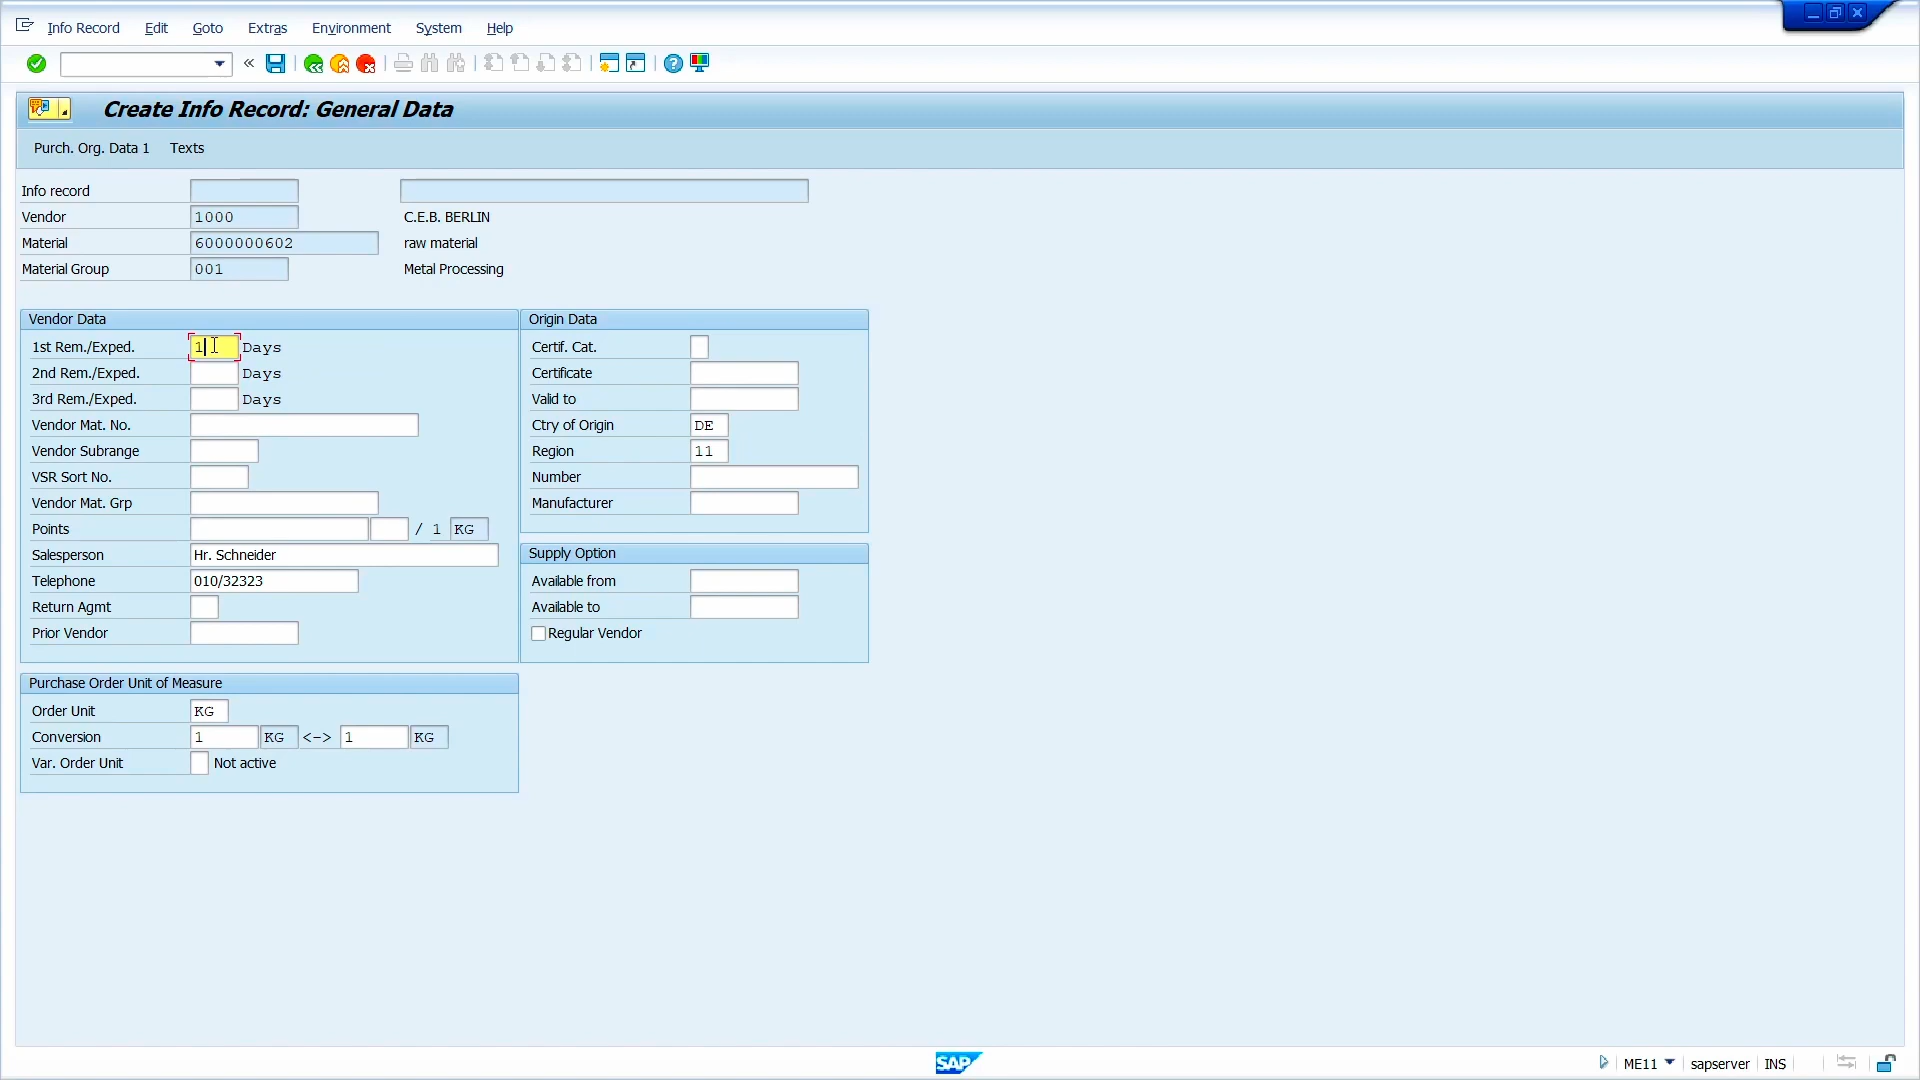 Info Record Edit Goto Extras Environment System Help
Create Info Record: General Data
Purch. Org. Data 1 Texts
Info record
Vendor 1000 C.E.B. BERLIN
Material 6000000602 raw material
Material Group 001 Metal Processing
Vendor Data
1st Rem./Exped. 1 Days
2nd Rem./Exped. Days
3rd Rem./Exped. Days
Vendor Mat. No.
Vendor Subrange
VSR Sort No.
Vendor Mat. Grp
Points / 1 KG
Salesperson Hr. Schneider
Telephone 010/32323
Return Agmt
Prior Vendor
Origin Data
Certif. Cat.
Certificate
Valid to
Ctry of Origin DE
Region 11
Number
Manufacturer
Supply Option
Available from
Available to
Regular Vendor
Purchase Order Unit of Measure
Order Unit KG
Conversion 1 KG <-> 1 KG
Var. Order Unit Not active
SAP
ME11 sapserver INS